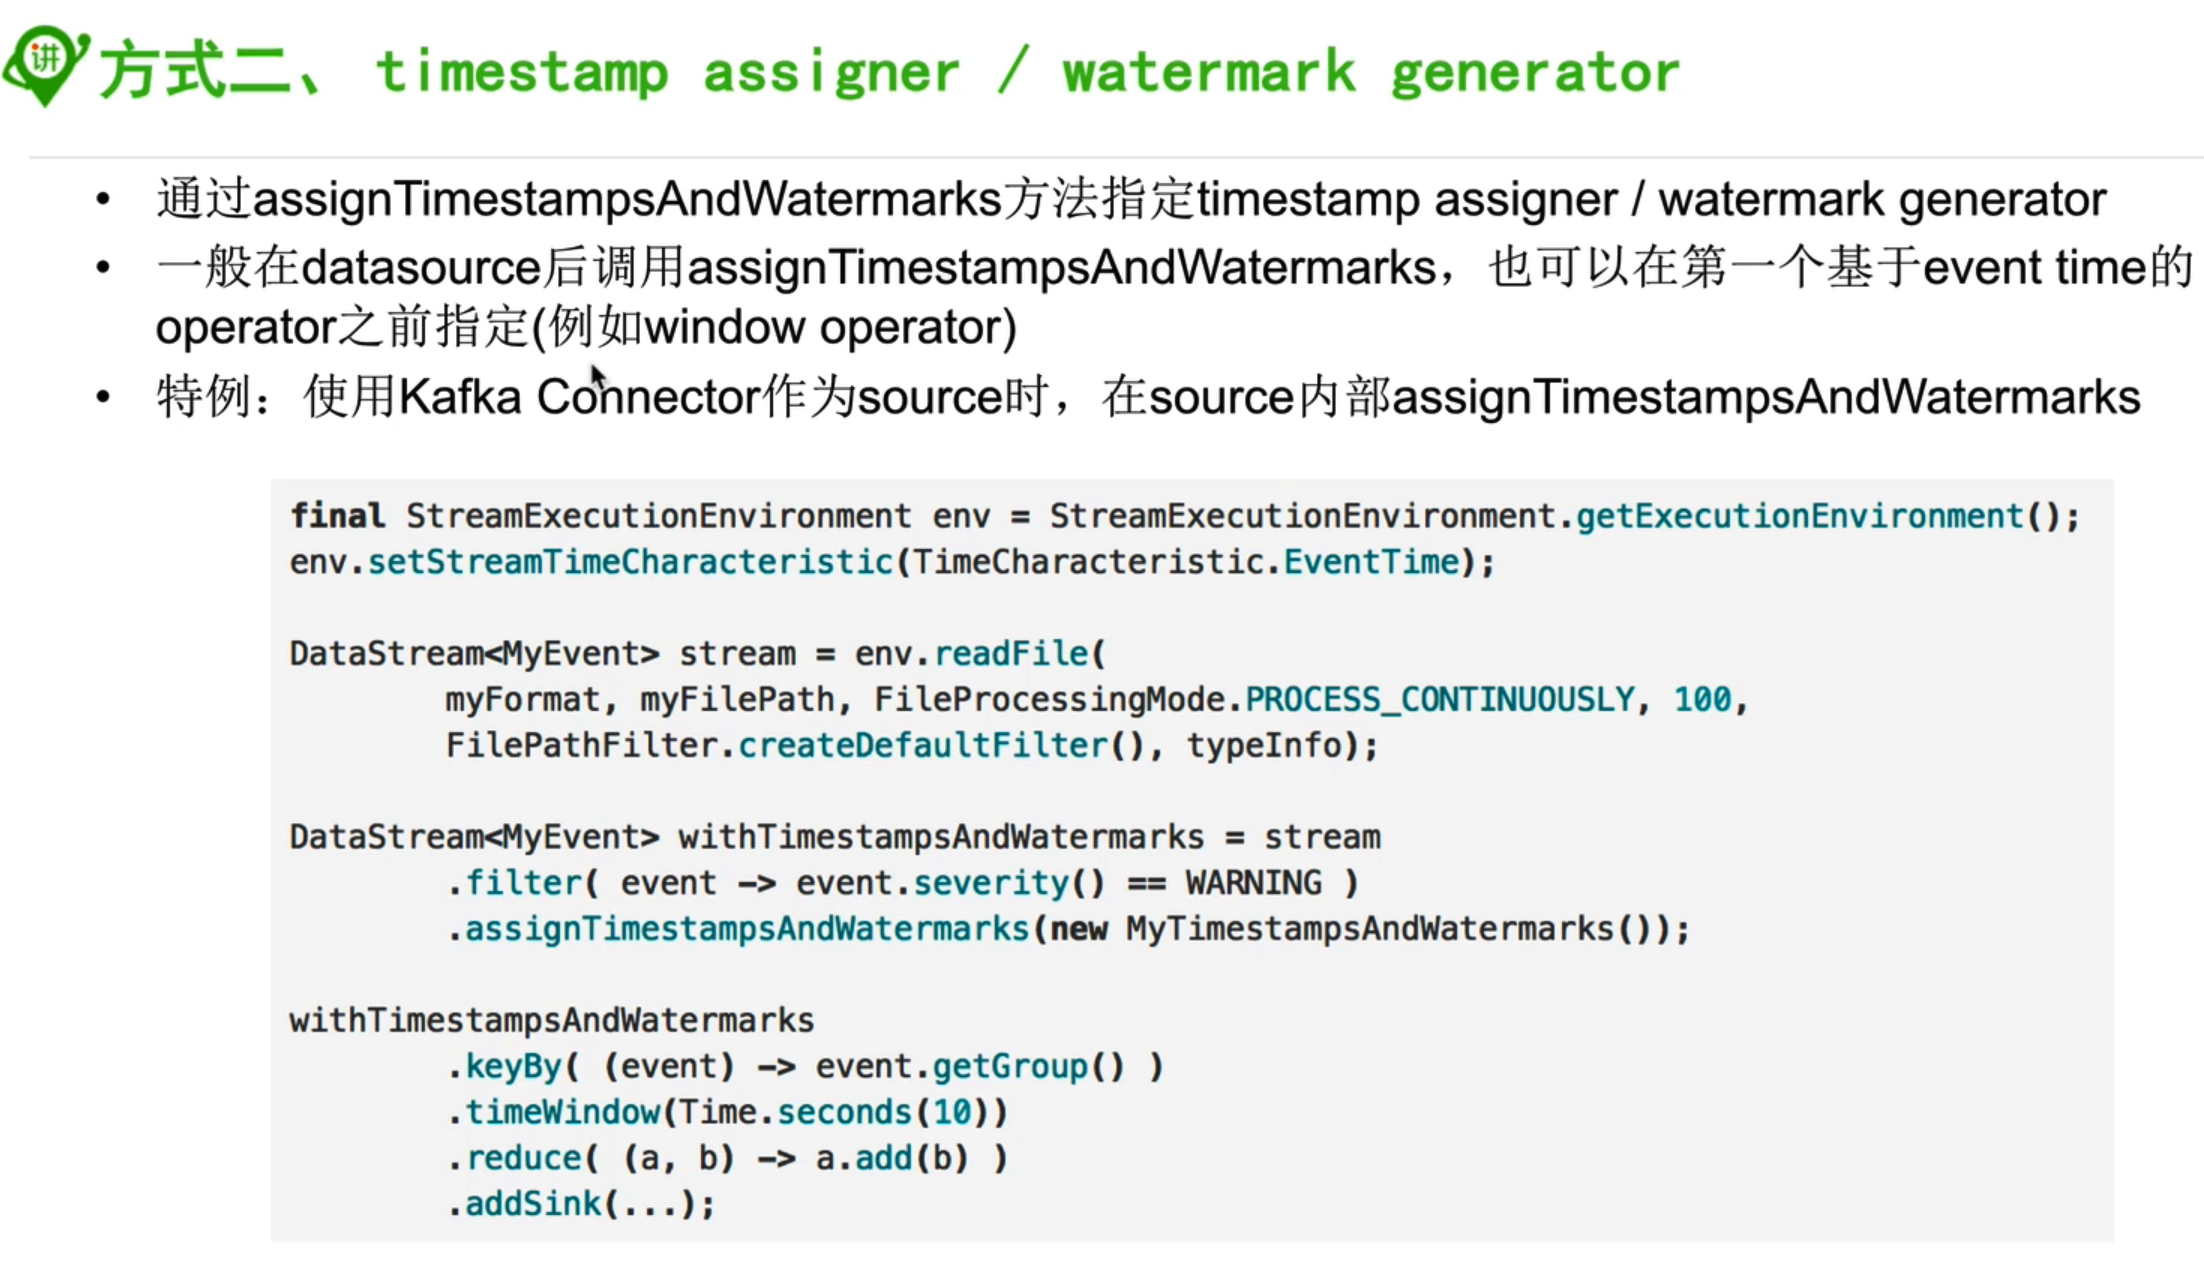 讲
方式二、 timestamp assigner / watermark generator
• 通过assignTimestampsAndWatermarks方法指定timestamp assigner / watermark generator
• 一般在datasource后调用assignTimestampsAndWatermarks，也可以在第一个基于event time的
operator之前指定(例如window operator)
• 特例：使用Kafka Connector作为source时，在source内部assignTimestampsAndWatermarks
final StreamExecutionEnvironment env = StreamExecutionEnvironment.getExecutionEnvironment();
env.setStreamTimeCharacteristic(TimeCharacteristic.EventTime);
DataStream<MyEvent> stream = env.readFile(
myFormat, myFilePath, FileProcessingMode.PROCESS_CONTINUOUSLY, 100,
FilePathFilter.createDefaultFilter(), typeInfo);
DataStream<MyEvent> withTimestampsAndWatermarks = stream
.filter( event -> event.severity() == WARNING )
.assignTimestampsAndWatermarks(new MyTimestampsAndWatermarks());
withTimestampsAndWatermarks
.keyBy( (event) -> event.getGroup() )
.timeWindow(Time.seconds(10))
.reduce( (a, b) -> a.add(b) )
.addSink(...);